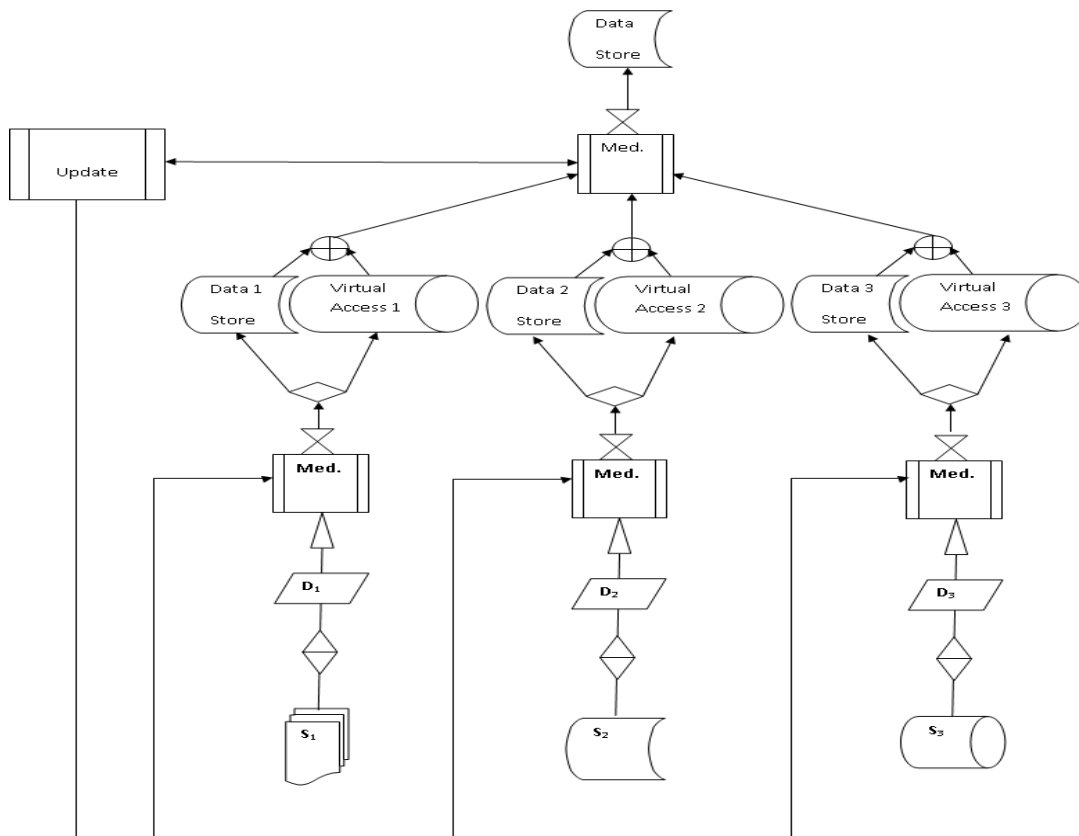 Data
Store
Med.
Update
Data 1
Store
Virtual
Access 1
Data 2
Store
Virtual
Access 2
Data 3
Store
Virtual
Access 3
Med.
Med.
Med.
D₁
D₂
D₃
S₁
S₂
S₃